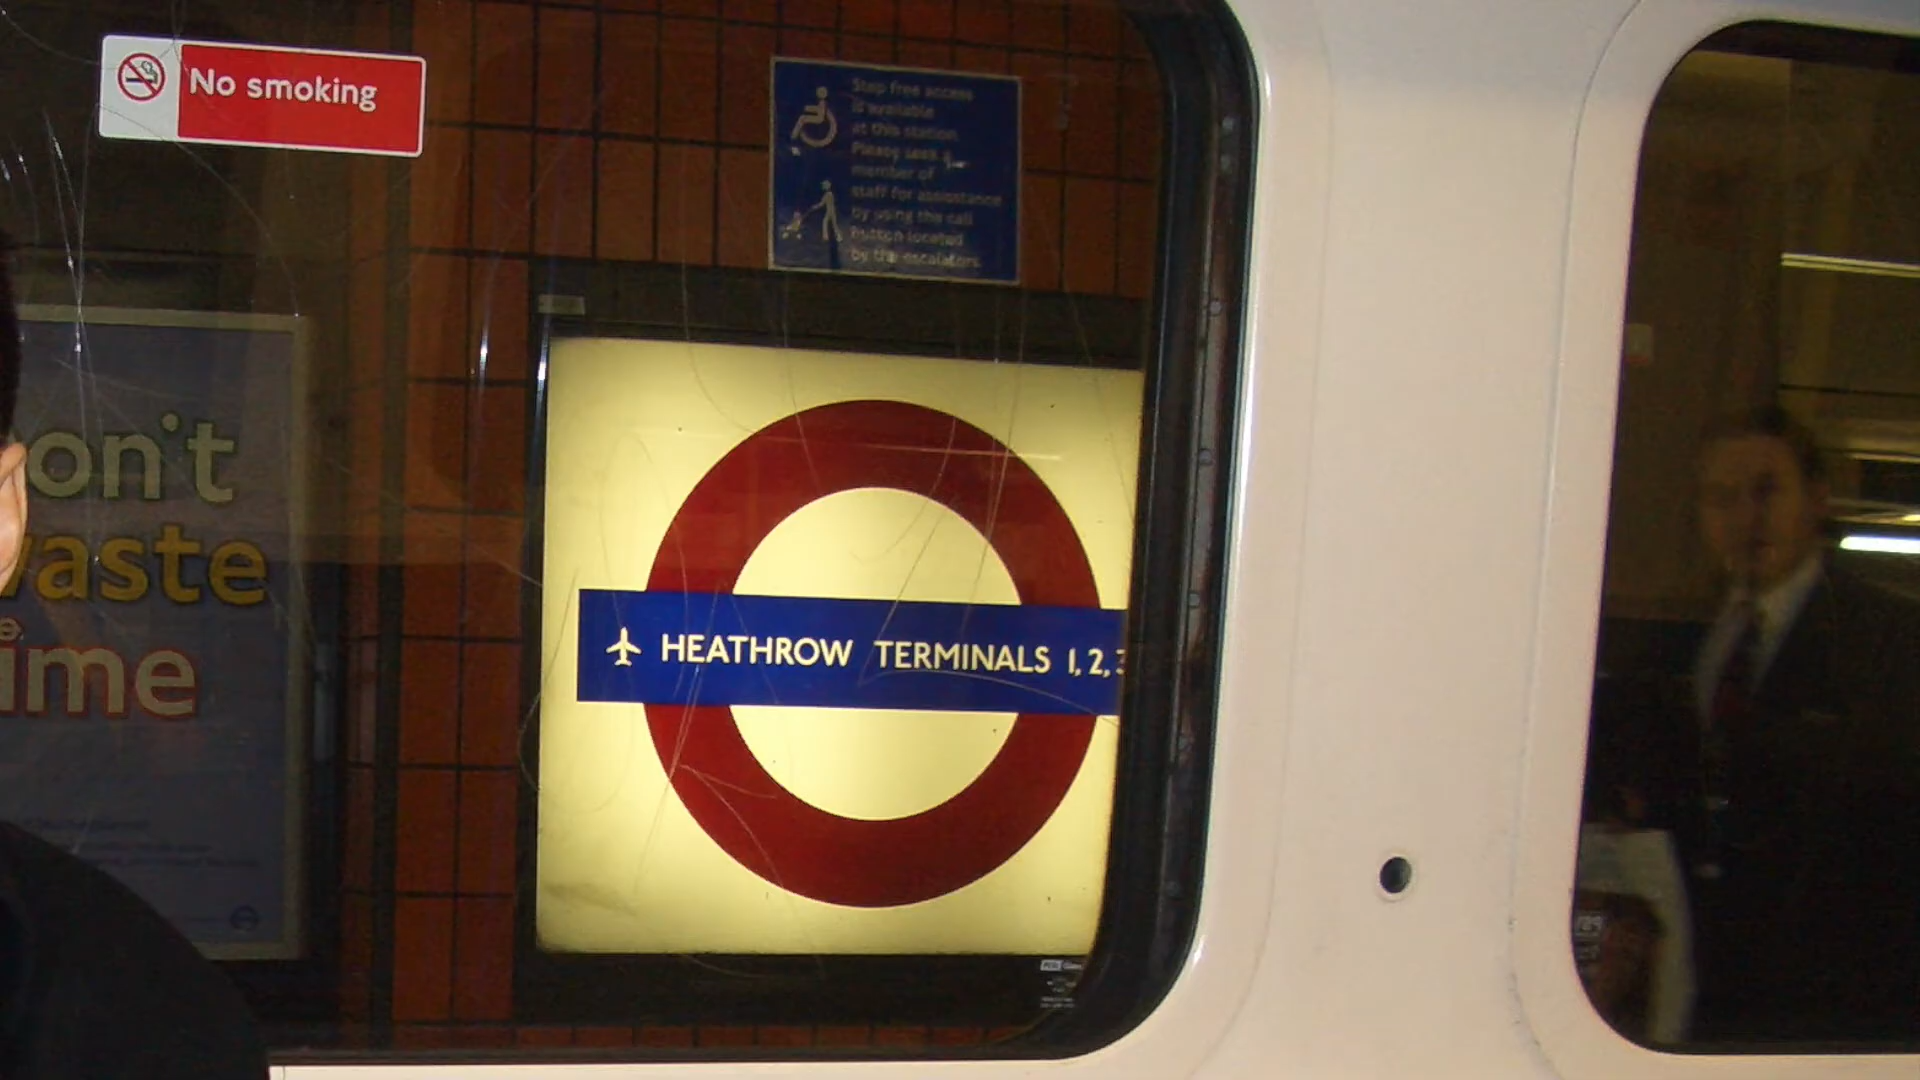 No smoking
Step free access
is available
at this station.
Please seek a
member of
staff for assisstance
by using the call
button located
by the escalators.
on't
waste
ime
HEATHROW TERMINALS 1, 2, 3